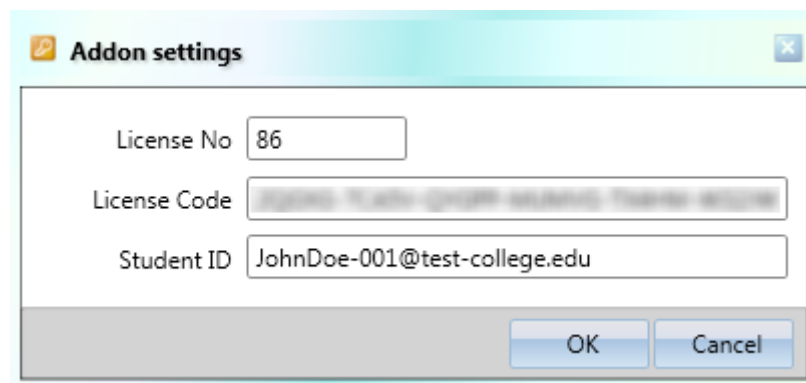 Addon settings
License No 86
License Code
Student ID JohnDoe-001@test-college.edu
OK Cancel